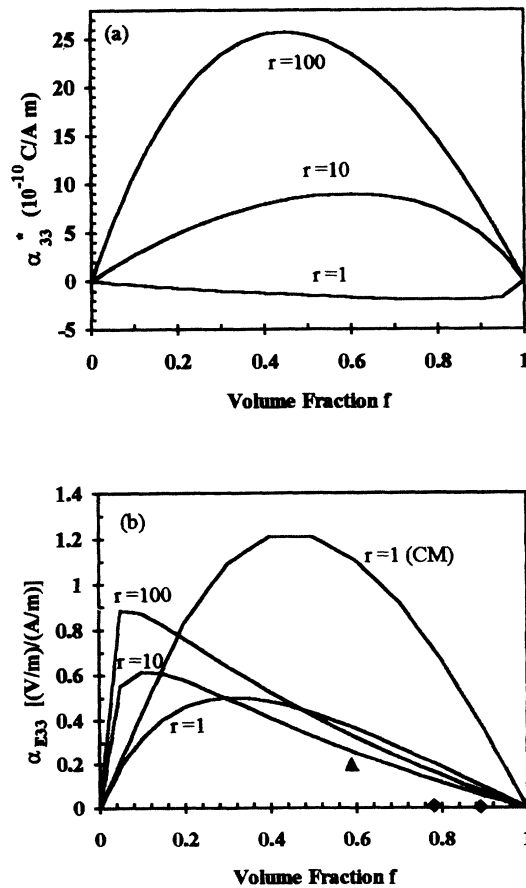 (a)
25
20
15
10
5
0
-5
α*33 (10⁻¹⁰ C/A m)
r =100
r =10
r =1
0
0.2
0.4
0.6
0.8
1
Volume Fraction f
(b)
1.4
1.2
1
0.8
0.6
0.4
0.2
0
αE33 [(V/m)/(A/m)]
r=1 (CM)
r=100
r=10
r=1
0
0.2
0.4
0.6
0.8
1
Volume Fraction f